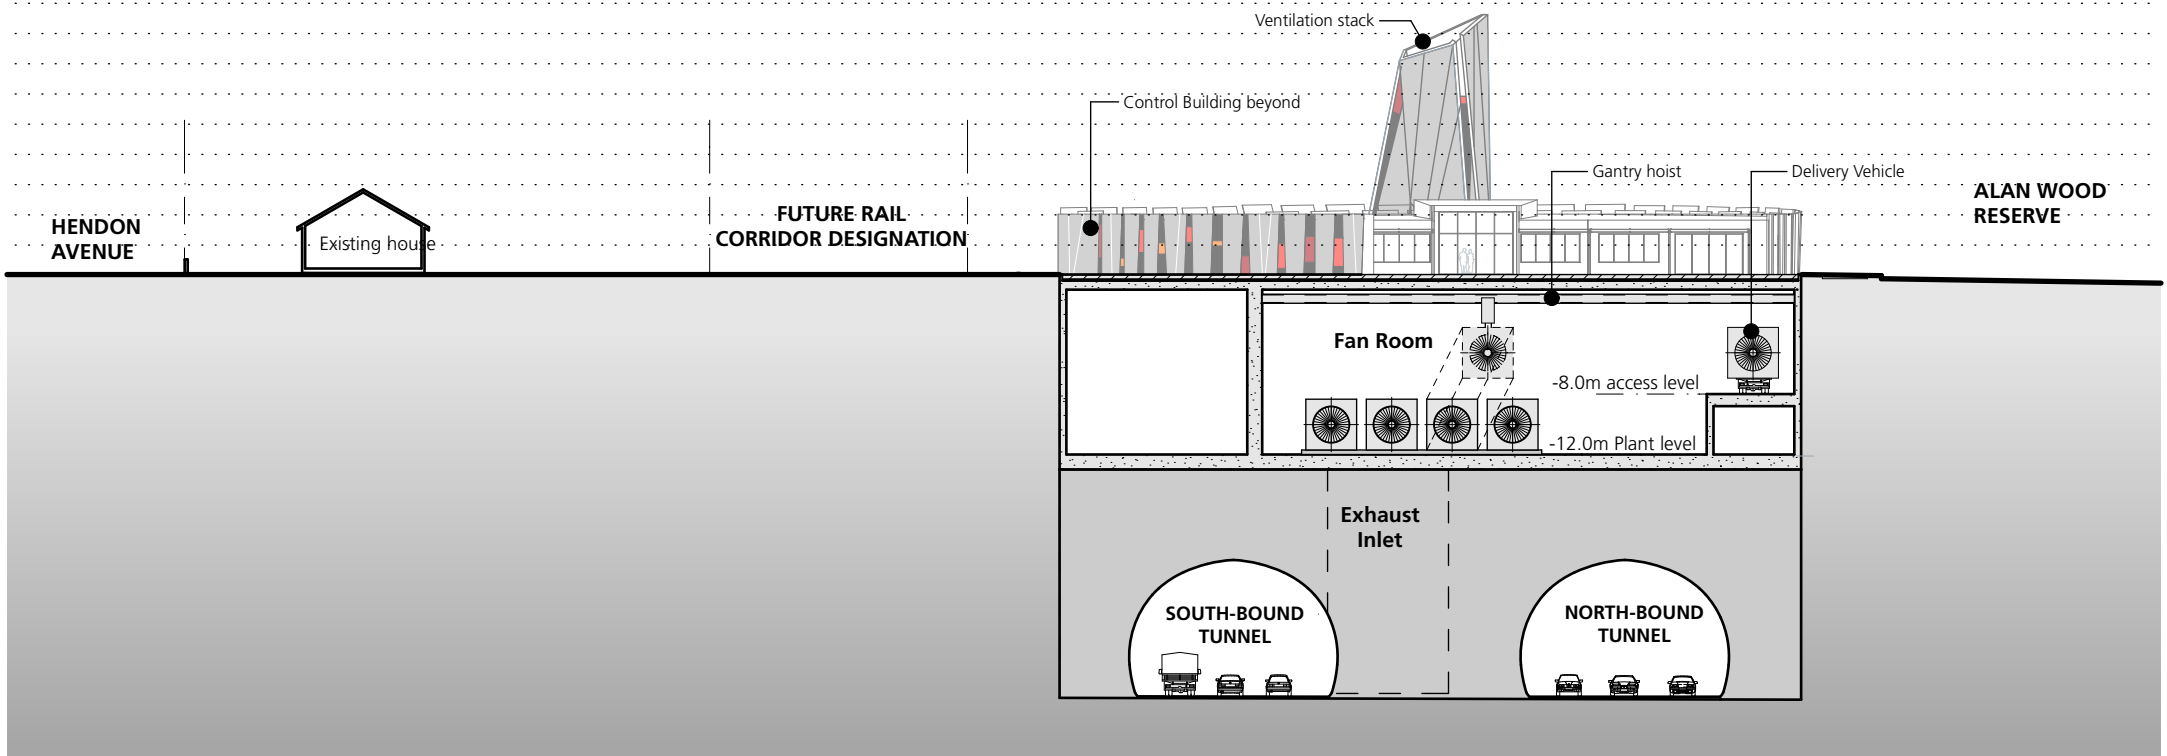 Ventilation stack
Control Building beyond
Gantry hoist
Delivery Vehicle
HENDON
AVENUE
Existing house
FUTURE RAIL
CORRIDOR DESIGNATION
ALAN WOOD
RESERVE
Fan Room
-8.0m access level
-12.0m Plant level
Exhaust
Inlet
SOUTH-BOUND
TUNNEL
NORTH-BOUND
TUNNEL